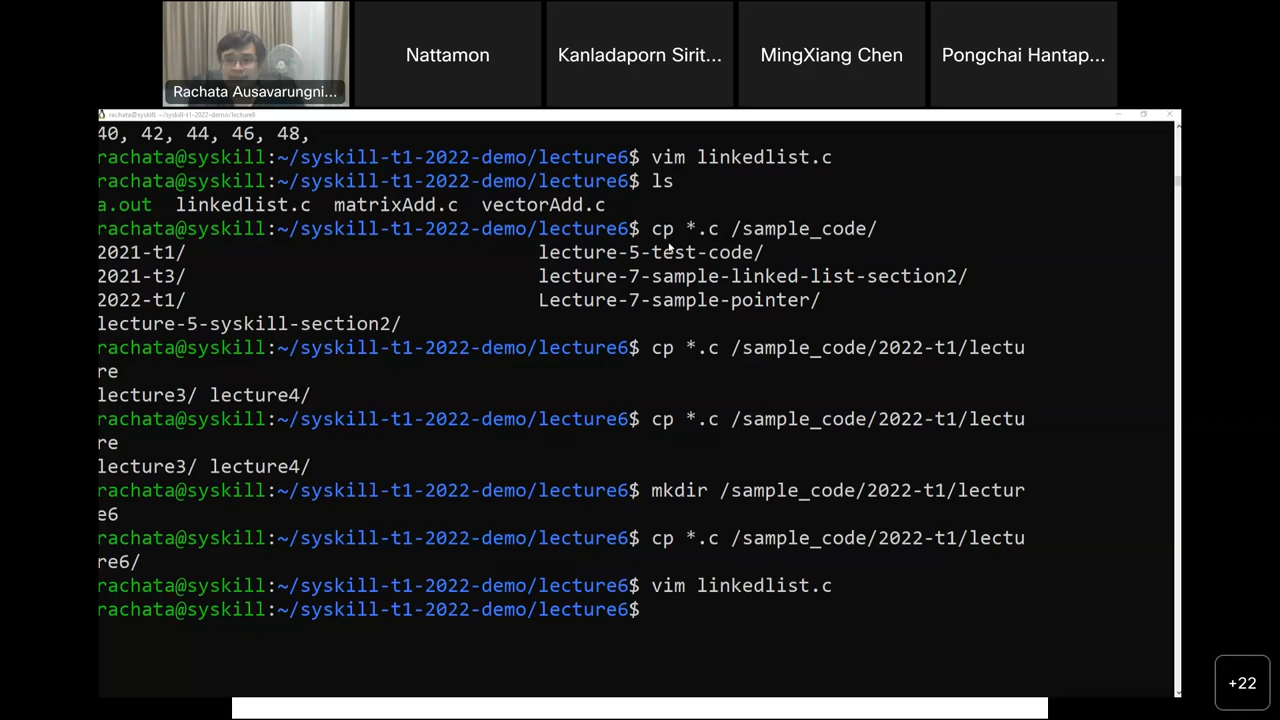 Nattamon
Kanladaporn Sirit...
MingXiang Chen
Pongchai Hantap...
Rachata Ausavarungni...
rachata@syskill: ~/syskill-t1-2022-demo/lecture6
40, 42, 44, 46, 48,
rachata@syskill:~/syskill-t1-2022-demo/lecture6$ vim linkedlist.c
rachata@syskill:~/syskill-t1-2022-demo/lecture6$ ls
a.out linkedlist.c matrixAdd.c vectorAdd.c
rachata@syskill:~/syskill-t1-2022-demo/lecture6$ cp *.c /sample_code/
2021-t1/ lecture-5-test-code/
2021-t3/ lecture-7-sample-linked-list-section2/
2022-t1/ Lecture-7-sample-pointer/
lecture-5-syskill-section2/
rachata@syskill:~/syskill-t1-2022-demo/lecture6$ cp *.c /sample_code/2022-t1/lectu
re
lecture3/ lecture4/
rachata@syskill:~/syskill-t1-2022-demo/lecture6$ cp *.c /sample_code/2022-t1/lectu
re
lecture3/ lecture4/
rachata@syskill:~/syskill-t1-2022-demo/lecture6$ mkdir /sample_code/2022-t1/lectur
e6
rachata@syskill:~/syskill-t1-2022-demo/lecture6$ cp *.c /sample_code/2022-t1/lectu
re6/
rachata@syskill:~/syskill-t1-2022-demo/lecture6$ vim linkedlist.c
rachata@syskill:~/syskill-t1-2022-demo/lecture6$
+22